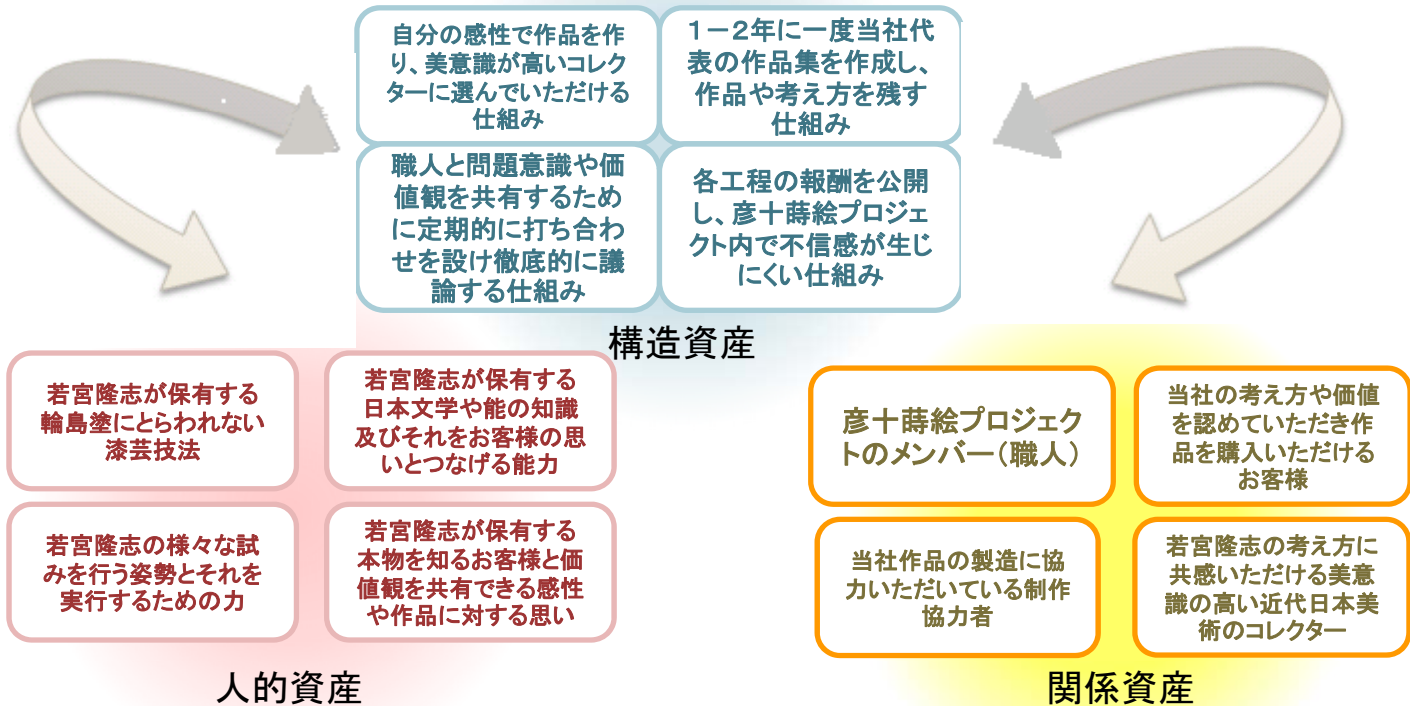 自分の感性で作品を作
り、美意識が高いコレク
ターに選んでいただける
仕組み
1－2年に一度当社代
表の作品集を作成し、
作品や考え方を残す
仕組み
職人と問題意識や価
値観を共有するため
に定期的に打ち合わ
せを設け徹底的に議
論する仕組み
各工程の報酬を公開
し、彦十蒔絵プロジェ
クト内で不信感が生じ
にくい仕組み
構造資産
若宮隆志が保有する
輪島塗にとらわれない
漆芸技法
若宮隆志が保有する
日本文学や能の知識
及びそれをお客様の思
いとつなげる能力
若宮隆志の様々な試
みを行う姿勢とそれを
実行するための力
若宮隆志が保有する
本物を知るお客様と価
値観を共有できる感性
や作品に対する思い
人的資産
彦十蒔絵プロジェク
トのメンバー（職人）
当社の考え方や価値
を認めていただき作
品を購入いただける
お客様
当社作品の製造に協
力いただいている制作
協力者
若宮隆志の考え方に
共感いただける美意
識の高い近代日本美
術のコレクター
関係資産